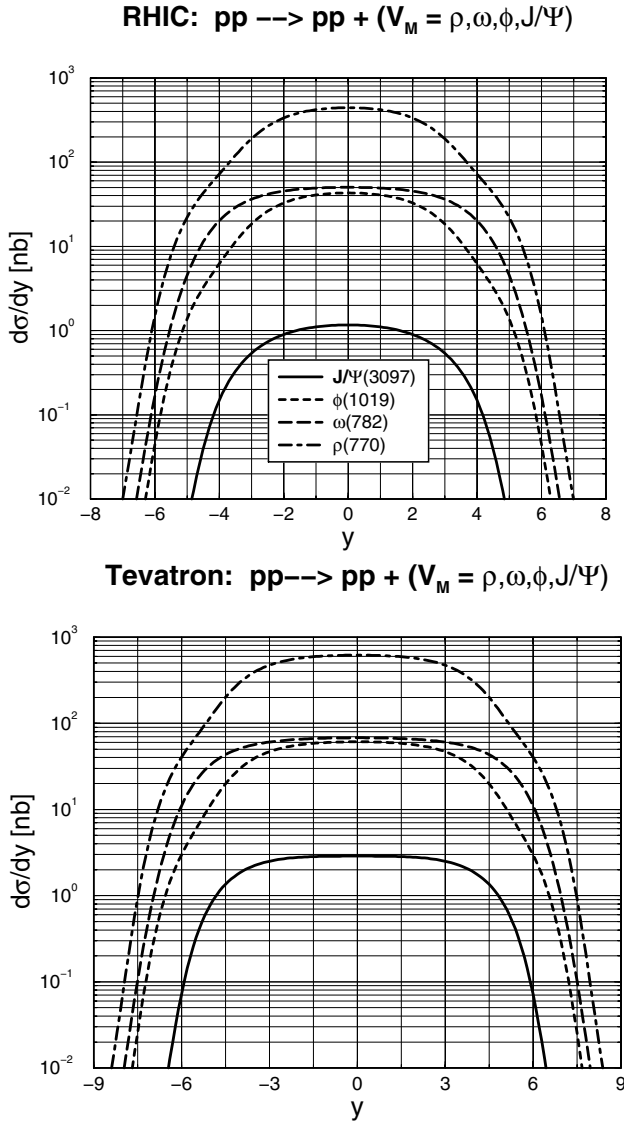 RHIC: pp −−> pp + (V_M = ρ,ω,ϕ,J/Ψ)
10^3
10^2
10^1
10^0
10^−1
10^−2
dσ/dy [nb]
J/Ψ(3097)
ϕ(1019)
ω(782)
ρ(770)
−8 −6 −4 −2 0 2 4 6 8
y
Tevatron: pp−−> pp + (V_M = ρ,ω,ϕ,J/Ψ)
10^3
10^2
10^1
10^0
10^−1
10^−2
dσ/dy [nb]
−9 −6 −3 0 3 6 9
y